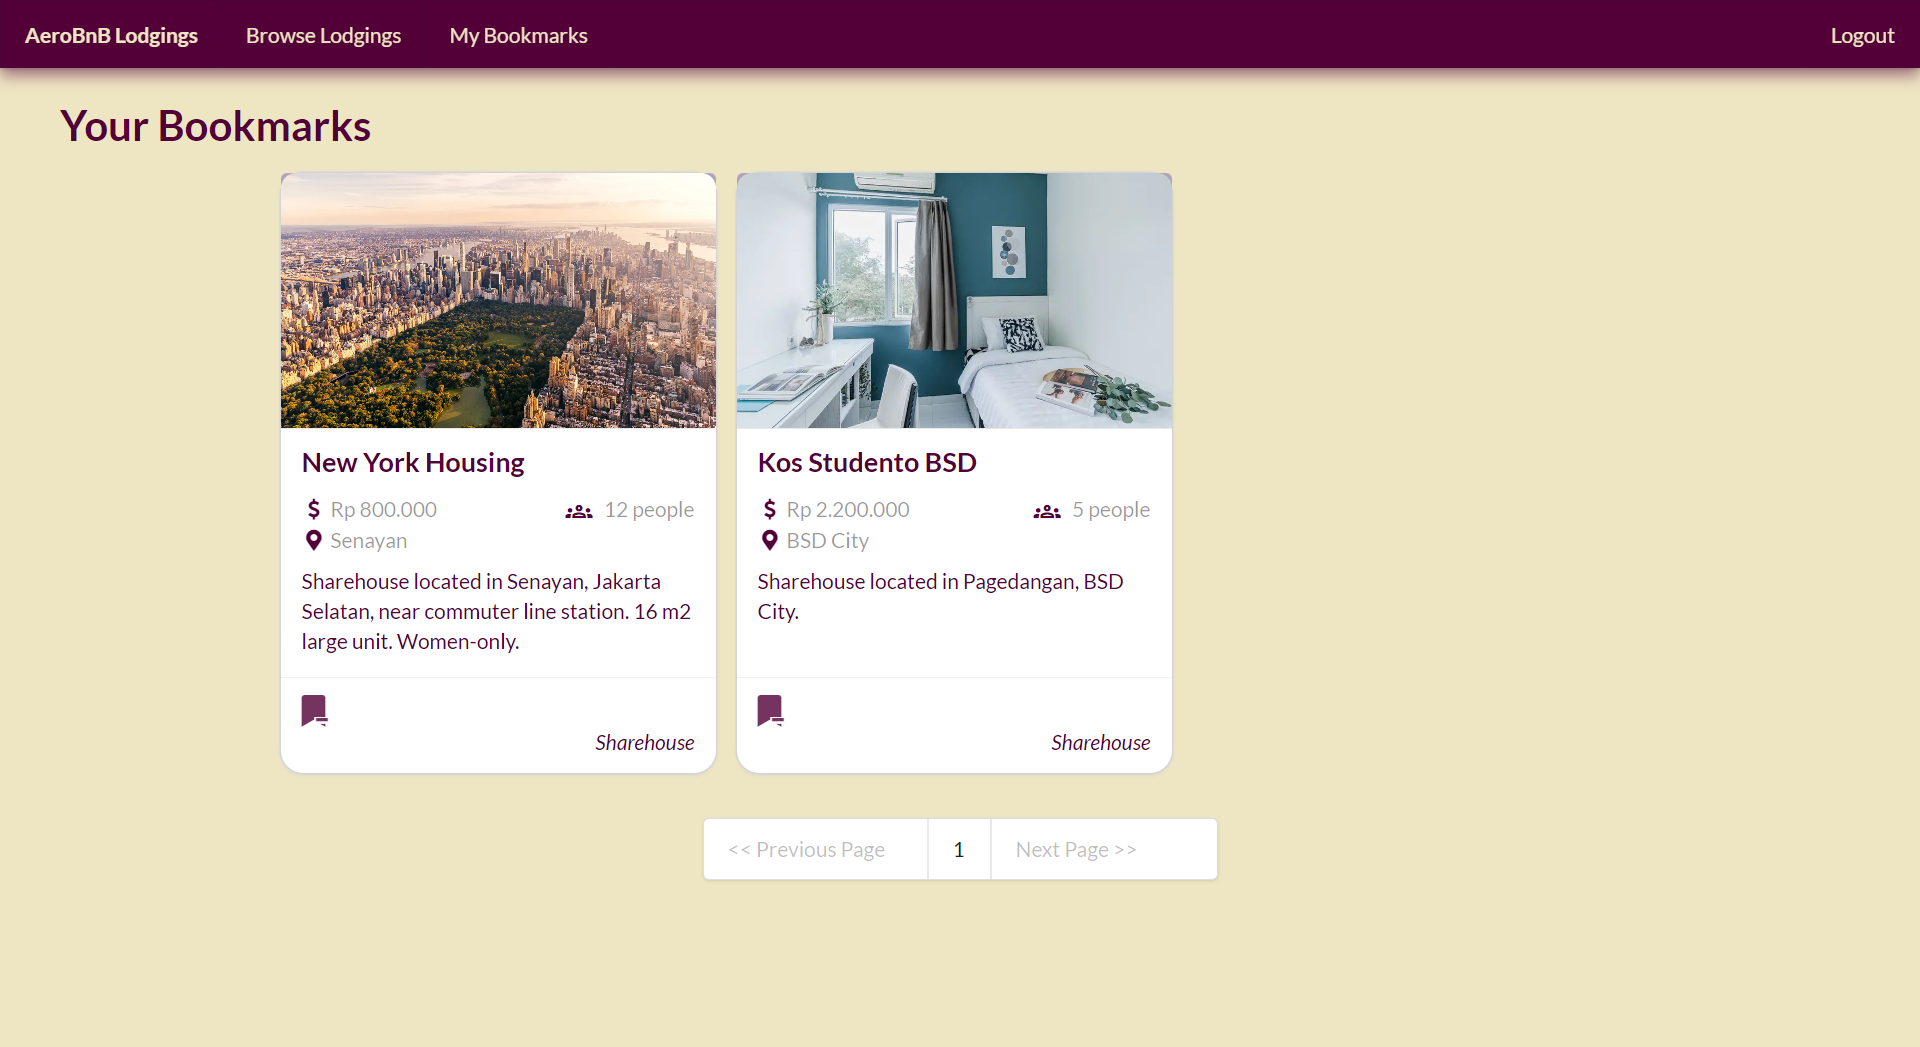 AeroBnB Lodgings Browse Lodgings My Bookmarks Logout
Your Bookmarks
New York Housing
Rp 800.000 12 people
Senayan
Sharehouse located in Senayan, Jakarta
Selatan, near commuter line station. 16 m2
large unit. Women-only.
Sharehouse
Kos Studento BSD
Rp 2.200.000 5 people
BSD City
Sharehouse located in Pagedangan, BSD
City.
Sharehouse
<< Previous Page 1 Next Page >>